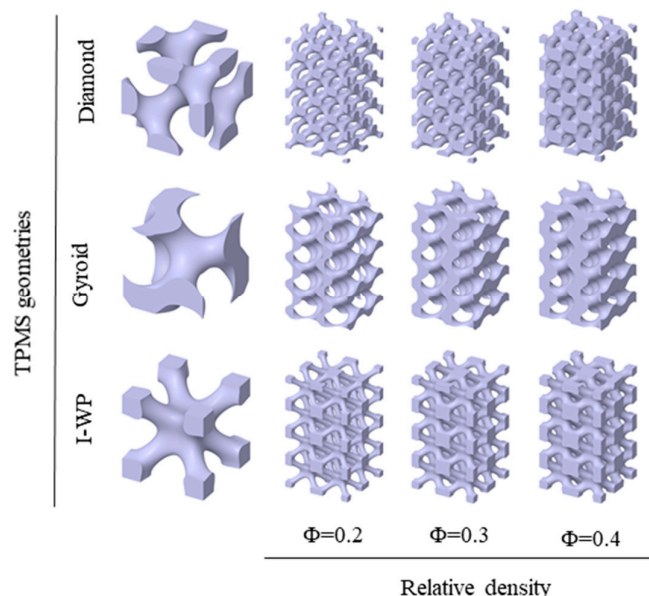 TPMS geometries
Diamond
Gyroid
I-WP
Φ=0.2
Φ=0.3
Φ=0.4
Relative density